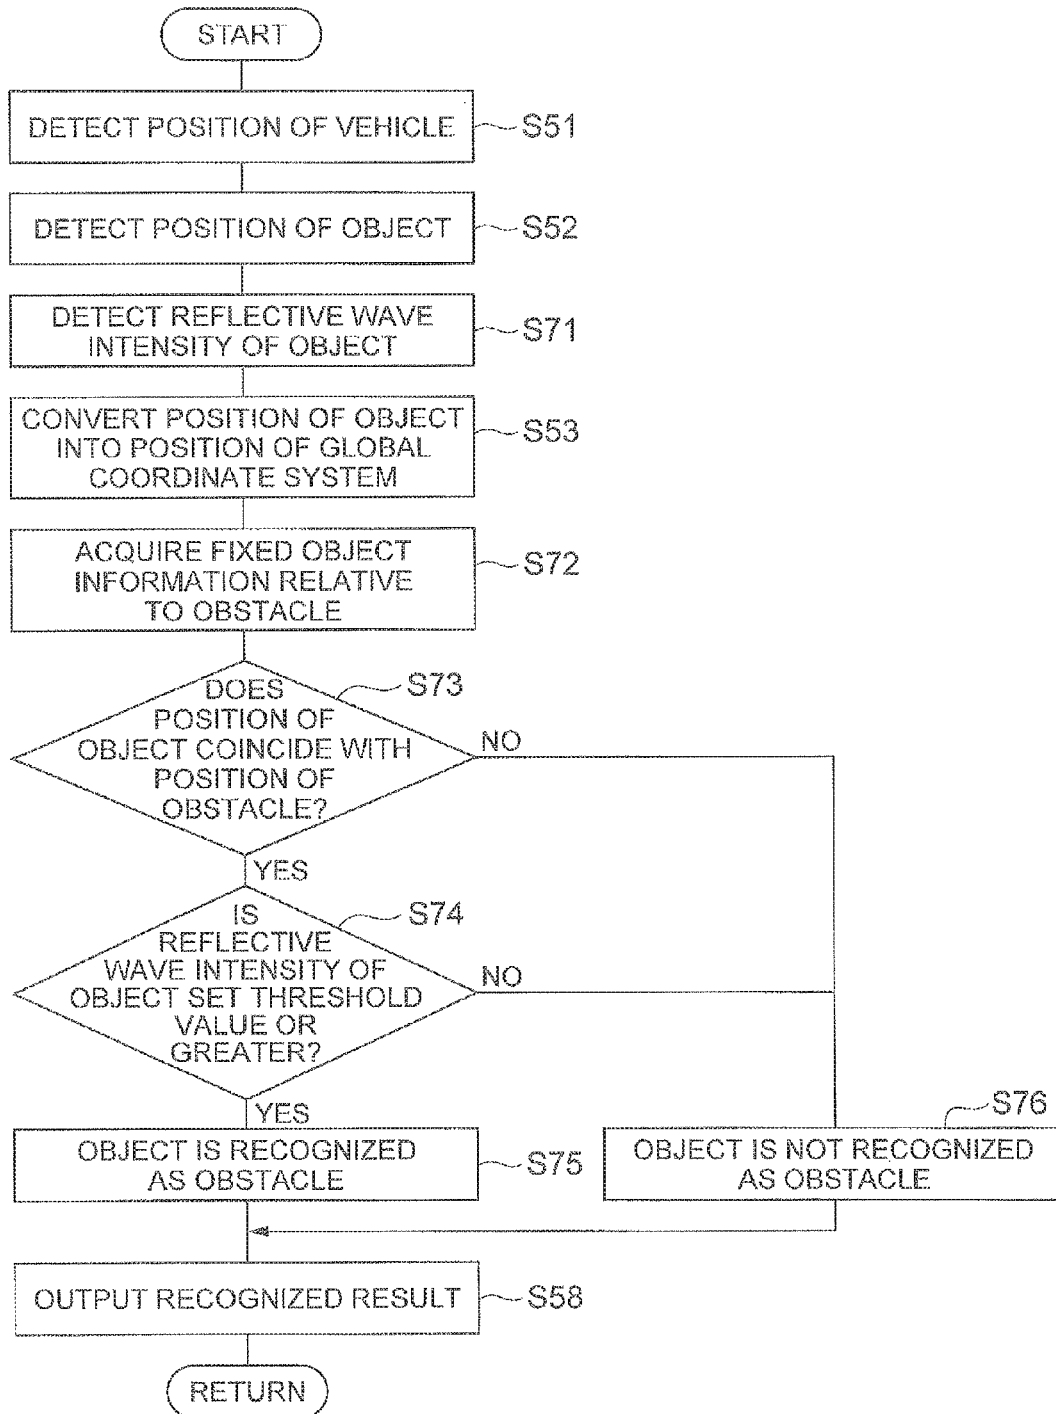 START
DETECT POSITION OF VEHICLE
S51
DETECT POSITION OF OBJECT
S52
DETECT REFLECTIVE WAVE
INTENSITY OF OBJECT
S71
CONVERT POSITION OF OBJECT
INTO POSITION OF GLOBAL
COORDINATE SYSTEM
S53
ACQUIRE FIXED OBJECT
INFORMATION RELATIVE
TO OBSTACLE
S72
DOES
POSITION OF
OBJECT COINCIDE WITH
POSITION OF
OBSTACLE?
S73
NO
YES
IS
REFLECTIVE
WAVE INTENSITY OF
OBJECT SET THRESHOLD
VALUE OR
GREATER?
S74
NO
YES
OBJECT IS RECOGNIZED
AS OBSTACLE
S75
OBJECT IS NOT RECOGNIZED
AS OBSTACLE
S76
OUTPUT RECOGNIZED RESULT
S58
RETURN